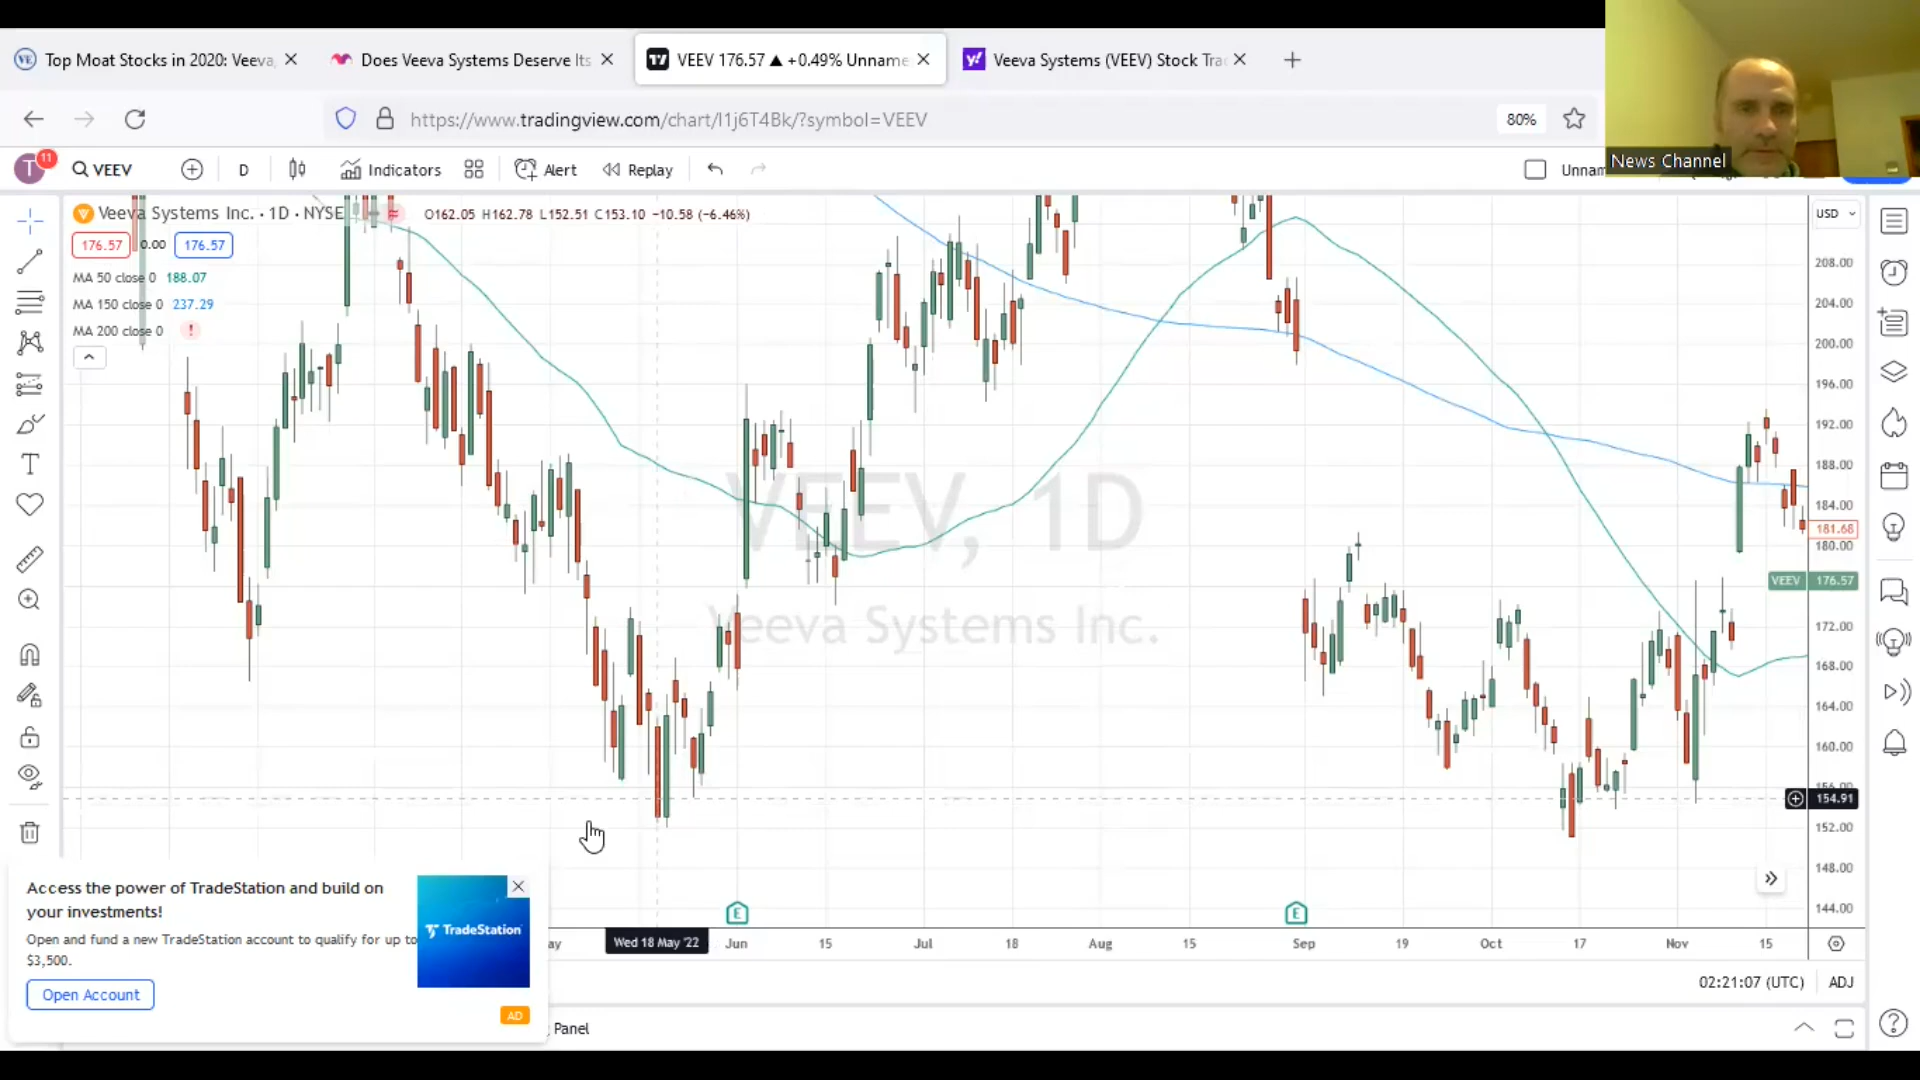 Top Moat Stocks in 2020: Veeva,
Does Veeva Systems Deserve Its
VEEV 176.57 ▲ +0.49% Unname
Veeva Systems (VEEV) Stock Tra
https://www.tradingview.com/chart/l1j6T4Bk/?symbol=VEEV
80%
News Channel
T
11
VEEV
D
Indicators
Alert
Replay
Unnam
Veeva Systems Inc. · 1D · NYSE
O162.05 H162.78 L152.51 C153.10 −10.58 (−6.46%)
USD
176.57
0.00
176.57
MA 50 close 0 188.07
MA 150 close 0 237.29
MA 200 close 0 !
VEEV, 1D
Veeva Systems Inc.
208.00
204.00
200.00
196.00
192.00
188.00
184.00
181.68
180.00
VEEV 176.57
172.00
168.00
164.00
160.00
156.00
154.91
152.00
148.00
144.00
E
E
ay
Wed 18 May '22
Jun
15
Jul
18
Aug
15
Sep
19
Oct
17
Nov
15
02:21:07 (UTC)
ADJ
Access the power of TradeStation and build on
your investments!
Open and fund a new TradeStation account to qualify for up to
$3,500.
TradeStation
Open Account
AD
Panel